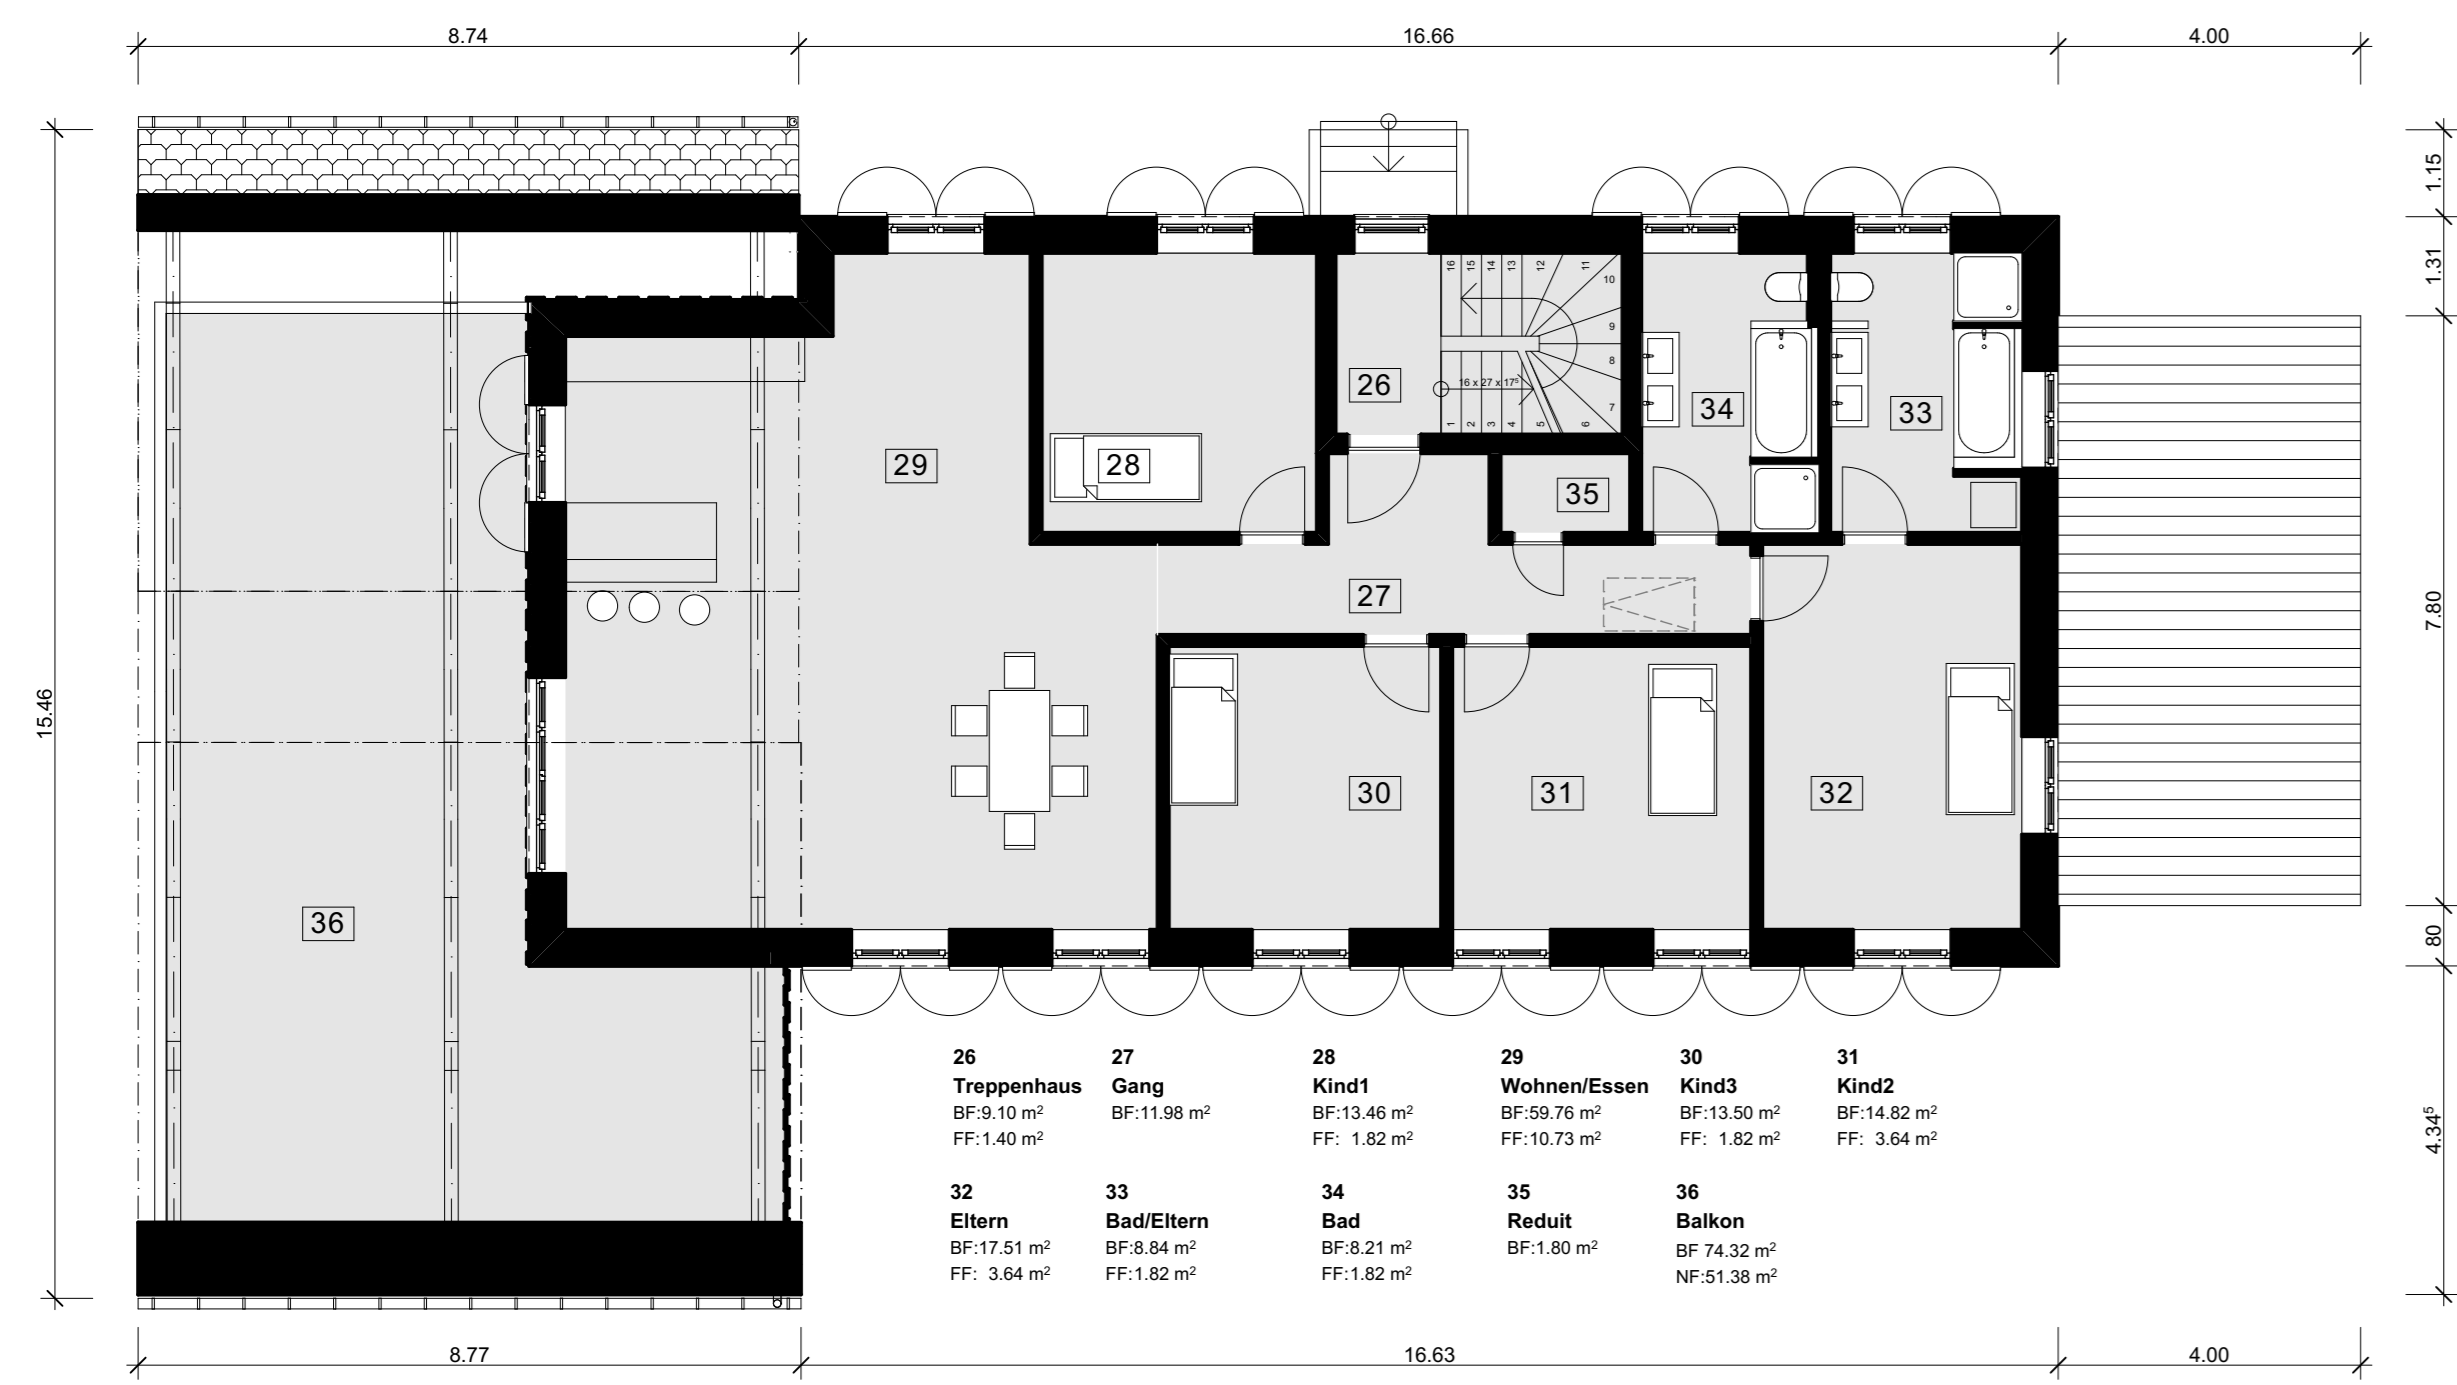 8.74 16.66 4.00
1.15
1.31
16 15 14 13 12 11
10
9
8
16 x 27 x 17⁵
7
1 2 3 4 5 6
26
34
33
29
28
35
27
7.80
15.46
30
31
32
36
80
4.34⁵
26 27 28 29 30 31
Treppenhaus Gang Kind1 Wohnen/Essen Kind3 Kind2
BF:9.10 m² BF:11.98 m² BF:13.46 m² BF:59.76 m² BF:13.50 m² BF:14.82 m²
FF:1.40 m² FF: 1.82 m² FF:10.73 m² FF: 1.82 m² FF: 3.64 m²
32 33 34 35 36
Eltern Bad/Eltern Bad Reduit Balkon
BF:17.51 m² BF:8.84 m² BF:8.21 m² BF:1.80 m² BF 74.32 m²
FF: 3.64 m² FF:1.82 m² FF:1.82 m² NF:51.38 m²
8.77 16.63 4.00